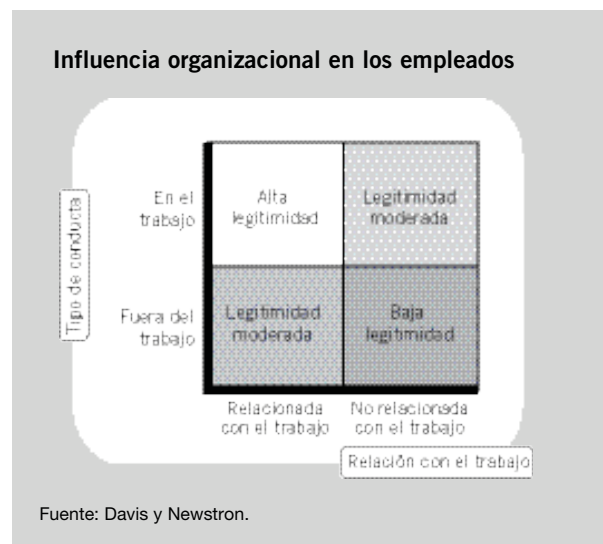 Influencia organizacional en los empleados
Tipo de conducta
En el
trabajo
Alta
legitimidad
Legitimidad
moderada
Fuera del
trabajo
Legitimidad
moderada
Baja
legitimidad
Relacionada
con el trabajo
No relacionada
con el trabajo
Relación con el trabajo
Fuente: Davis y Newstron.